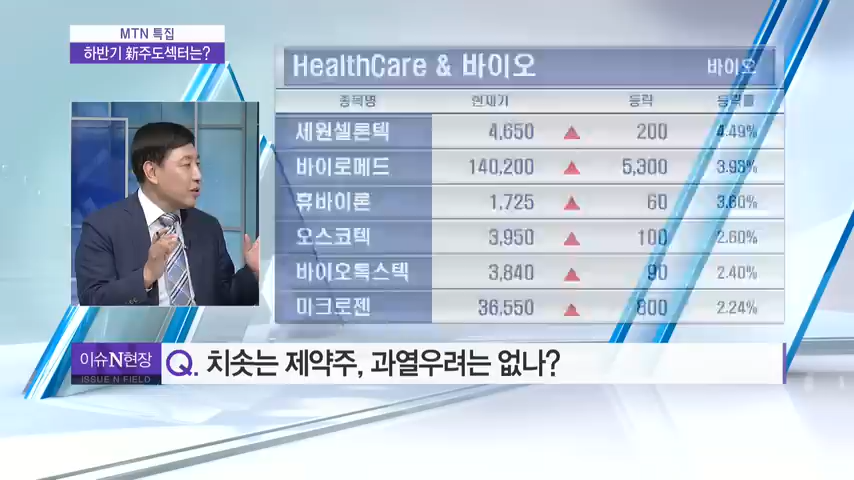 MTN 특집
하반기 新주도섹터는?
HealthCare & 바이오 바이오
종목명 현재가 등락 등락률
세원셀론텍 4,650 ▲ 200 4.49%
바이로메드 140,200 ▲ 5,300 3.93%
휴바이론 1,725 ▲ 60 3.60%
오스코텍 3,950 ▲ 100 2.60%
바이오톡스텍 3,840 ▲ 90 2.40%
마크로젠 36,550 ▲ 800 2.24%
이슈N현장 Q. 치솟는 제약주, 과열우려는 없나?
ISSUE N FIELD